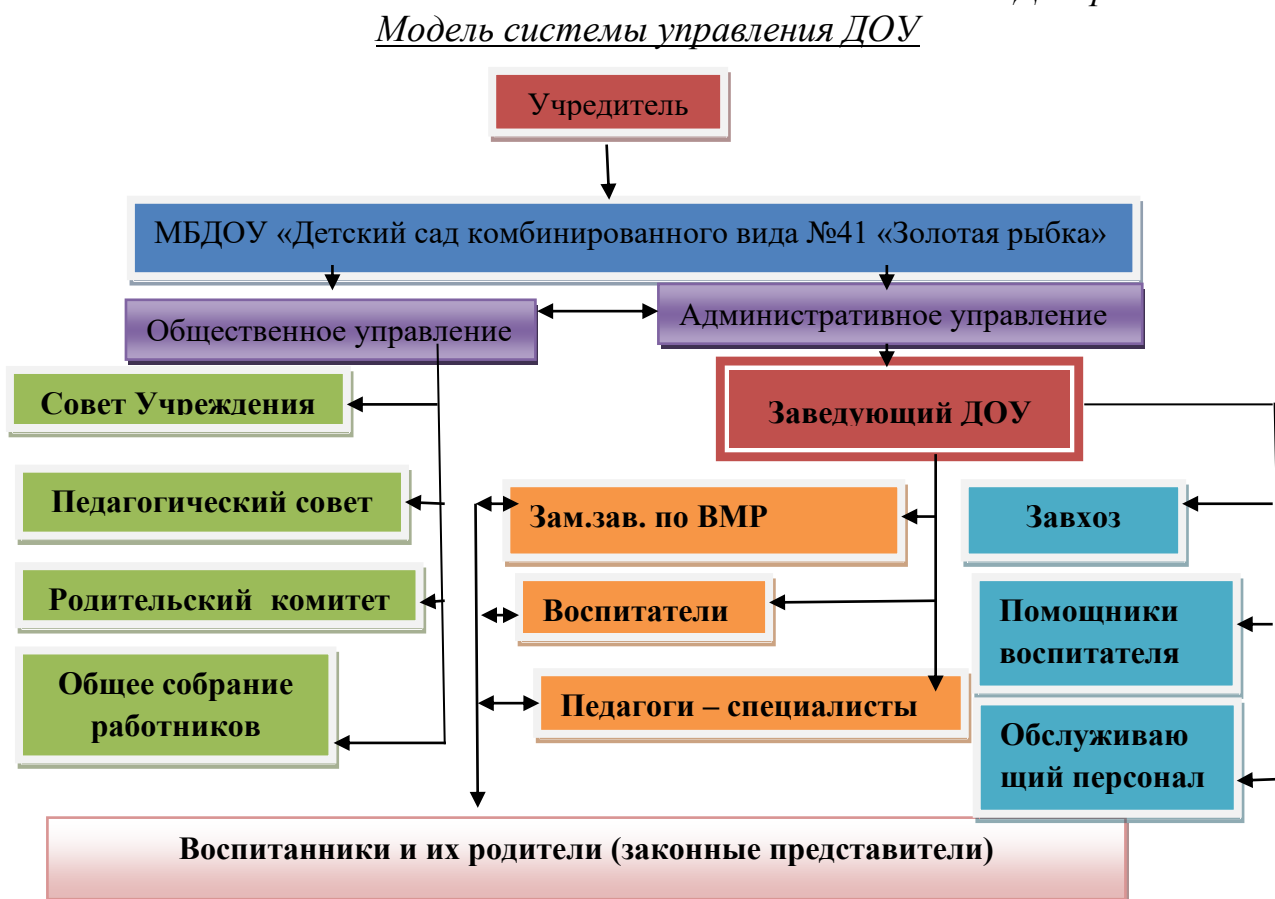 Модель системы управления ДОУ
Учредитель
МБДОУ «Детский сад комбинированного вида №41 «Золотая рыбка»
Общественное управление
Административное управление
Совет Учреждения
Заведующий ДОУ
Педагогический совет
Зам.зав. по ВМР
Завхоз
Родительский комитет
Воспитатели
Помощники
воспитателя
Общее собрание
работников
Педагоги – специалисты
Обслуживаю
щий персонал
Воспитанники и их родители (законные представители)